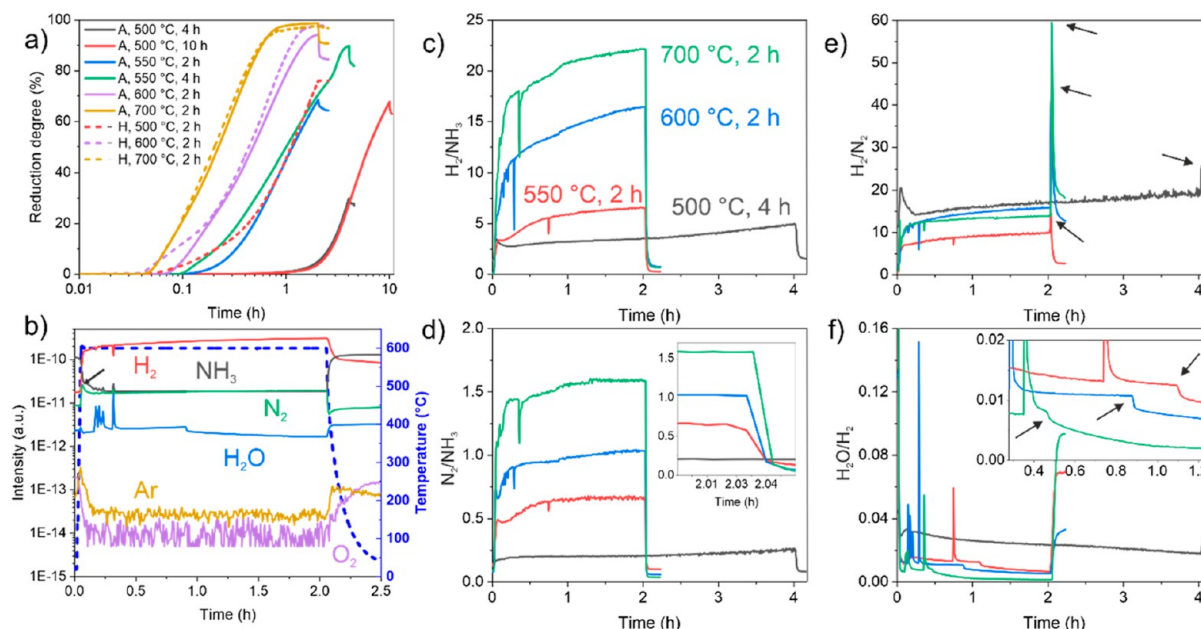 a)
A, 500 °C, 4 h
A, 500 °C, 10 h
A, 550 °C, 2 h
A, 550 °C, 4 h
A, 600 °C, 2 h
A, 700 °C, 2 h
H, 500 °C, 2 h
H, 600 °C, 2 h
H, 700 °C, 2 h
Reduction degree (%)
100
80
60
40
20
0
0.01 0.1 1 10
Time (h)
b)
H₂
NH₃
N₂
H₂O
Ar
O₂
Intensity (a.u.)
1E-10
1E-11
1E-12
1E-13
1E-14
1E-15
Temperature (°C)
600
500
400
300
200
100
0
0.0 0.5 1.0 1.5 2.0 2.5
Time (h)
c)
700 °C, 2 h
600 °C, 2 h
550 °C, 2 h
500 °C, 4 h
H₂/NH₃
25
20
15
10
5
0
0 1 2 3 4
Time (h)
d)
N₂/NH₃
2.0
1.5
1.0
0.5
0.0
0 1 2 3 4
Time (h)
1.5
1.0
0.5
0.0
2.01 2.03 2.04
Time (h)
e)
H₂/N₂
60
50
40
30
20
10
0
0 1 2 3 4
Time (h)
f)
H₂O/H₂
0.16
0.12
0.08
0.04
0.00
0 1 2 3 4
Time (h)
0.02
0.01
0.00
0.4 0.6 0.8 1.0 1.2